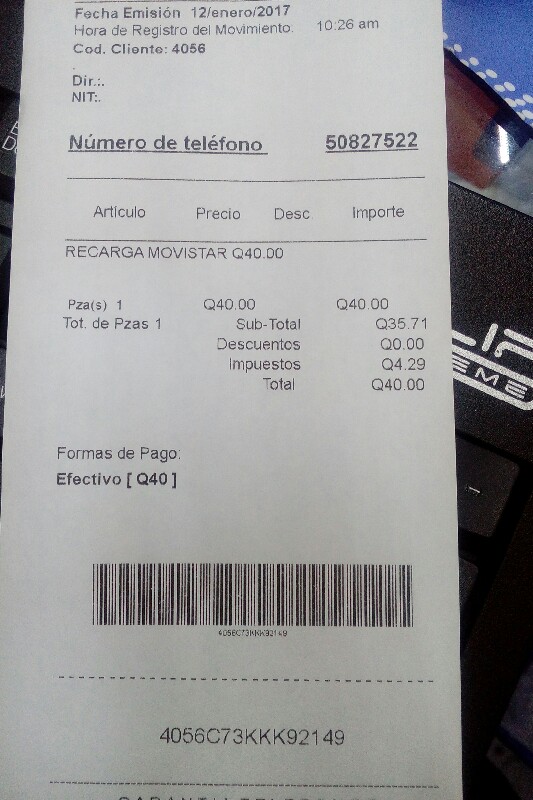 Fecha Emisión 12/enero/2017
Hora de Registro del Movimiento: 10:26 am
Cod. Cliente: 4056
.
Dir.:.
NIT:.
Número de teléfono 50827522
Artículo Precio Desc Importe
RECARGA MOVISTAR Q40.00
Pza(s) 1 Q40.00 Q40.00
Tot. de Pzas 1 Sub-Total Q35.71
Descuentos Q0.00
Impuestos Q4.29
Total Q40.00
Formas de Pago:
Efectivo [ Q40 ]
4056C73KKK92149
4056C73KKK92149